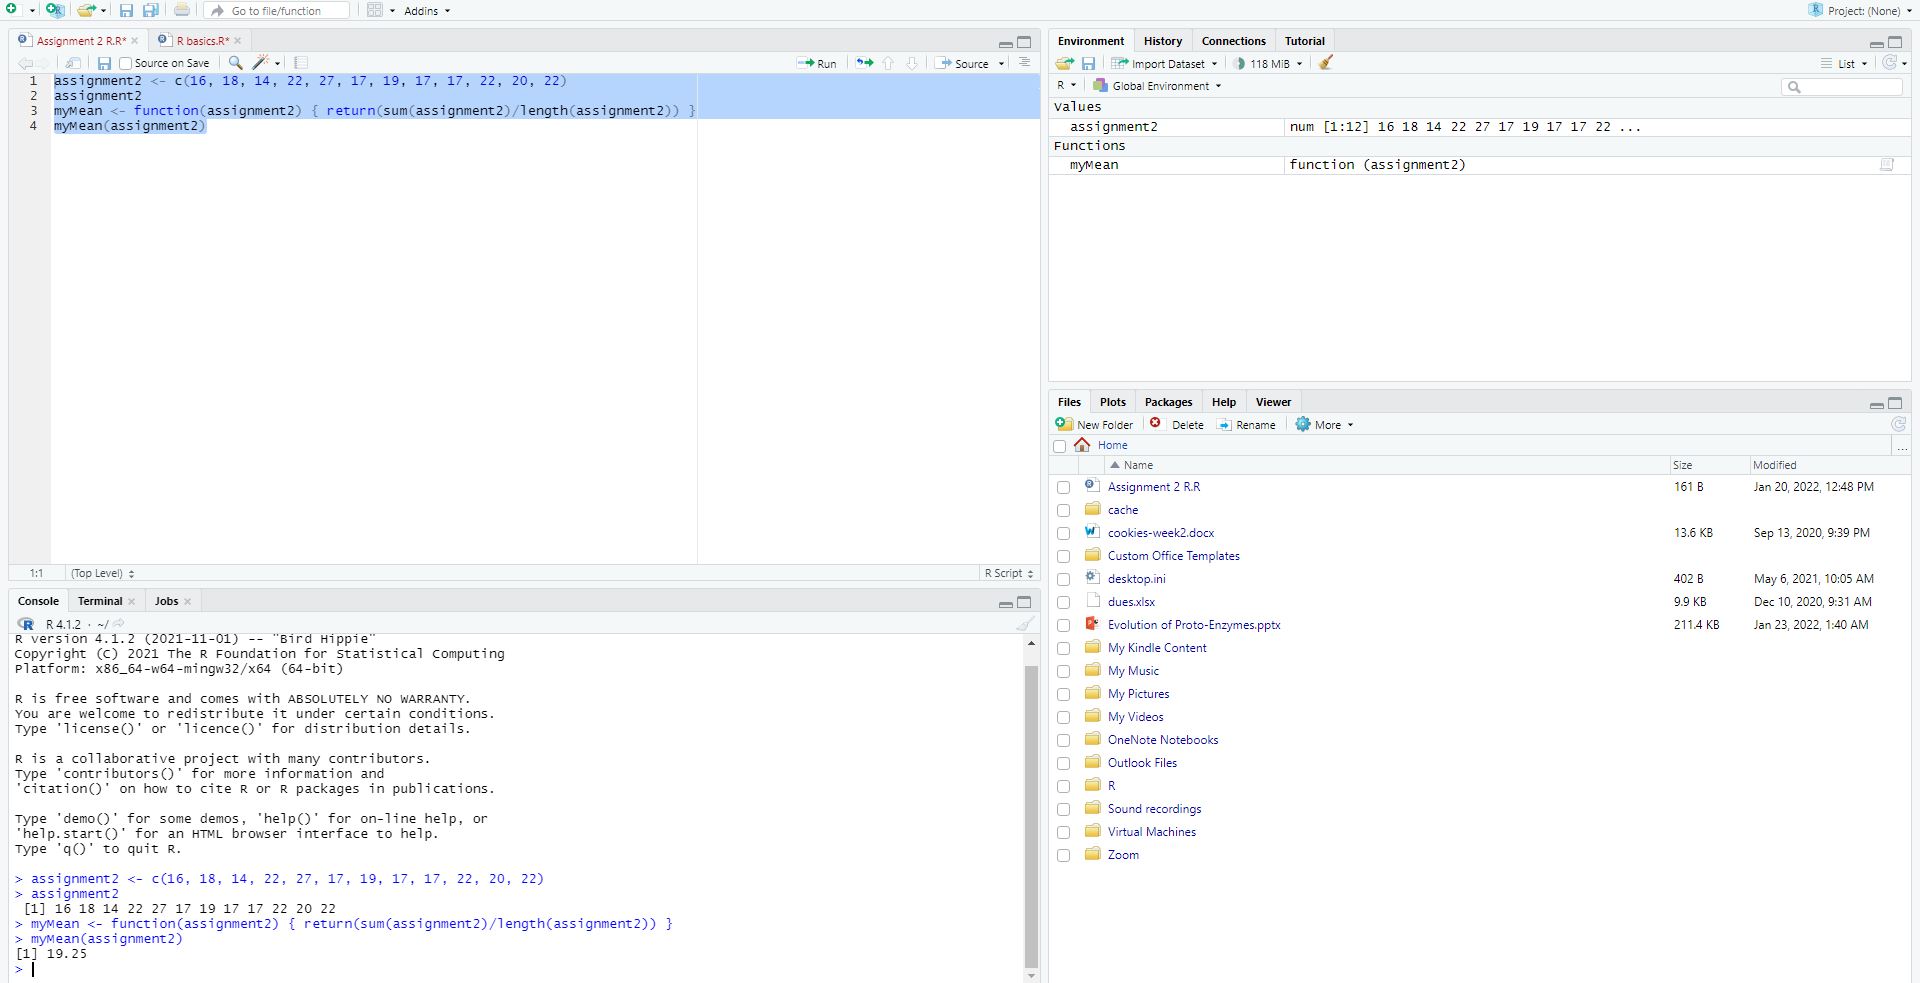 Go to file/function
Addins
Project: (None)
Assignment 2 R.R*
R basics.R*
Source on Save
Run
Source
1 assignment2 <- c(16, 18, 14, 22, 27, 17, 19, 17, 17, 22, 20, 22)
2 assignment2
3 myMean <- function(assignment2) { return(sum(assignment2)/length(assignment2)) }
4 myMean(assignment2)
1:1 (Top Level) R Script
Console Terminal Jobs
R 4.1.2 · ~/
R version 4.1.2 (2021-11-01) -- "Bird Hippie"
Copyright (C) 2021 The R Foundation for Statistical Computing
Platform: x86_64-w64-mingw32/x64 (64-bit)
R is free software and comes with ABSOLUTELY NO WARRANTY.
You are welcome to redistribute it under certain conditions.
Type 'license()' or 'licence()' for distribution details.
R is a collaborative project with many contributors.
Type 'contributors()' for more information and
'citation()' on how to cite R or R packages in publications.
Type 'demo()' for some demos, 'help()' for on-line help, or
'help.start()' for an HTML browser interface to help.
Type 'q()' to quit R.
> assignment2 <- c(16, 18, 14, 22, 27, 17, 19, 17, 17, 22, 20, 22)
> assignment2
[1] 16 18 14 22 27 17 19 17 17 22 20 22
> myMean <- function(assignment2) { return(sum(assignment2)/length(assignment2)) }
> myMean(assignment2)
[1] 19.25
>
Environment History Connections Tutorial
Import Dataset 118 MiB List
R Global Environment
Values
assignment2 num [1:12] 16 18 14 22 27 17 19 17 17 22 ...
Functions
myMean function (assignment2)
Files Plots Packages Help Viewer
New Folder Delete Rename More
Home ...
Name Size Modified
Assignment 2 R.R 161 B Jan 20, 2022, 12:48 PM
cache
cookies-week2.docx 13.6 KB Sep 13, 2020, 9:39 PM
Custom Office Templates
desktop.ini 402 B May 6, 2021, 10:05 AM
dues.xlsx 9.9 KB Dec 10, 2020, 9:31 AM
Evolution of Proto-Enzymes.pptx 211.4 KB Jan 23, 2022, 1:40 AM
My Kindle Content
My Music
My Pictures
My Videos
OneNote Notebooks
Outlook Files
R
Sound recordings
Virtual Machines
Zoom